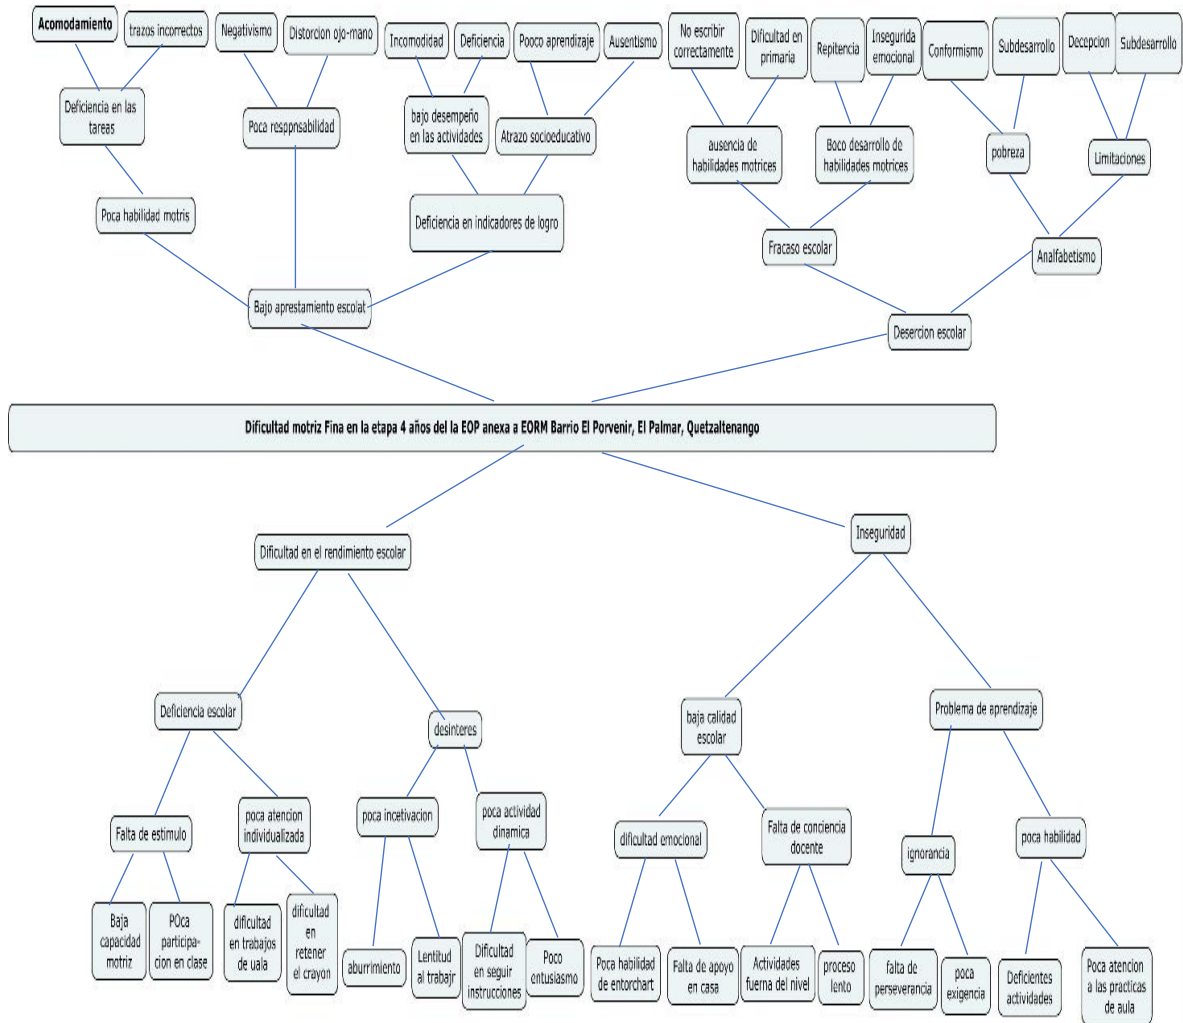 Acomodamiento
trazos incorrectos
Negativismo
Distorcion ojo-mano
Incomodidad
Deficiencia
Pooco aprendizaje
Ausentismo
No escribir
correctamente
Dificultad en
primaria
Repitencia
Insegurida
emocional
Conformismo
Subdesarrollo
Decepcion
Subdesarrollo
Deficiencia en las
tareas
Poca resppnsabilidad
bajo desempeño
en las actividades
Atrazo socioeducativo
ausencia de
habilidades motrices
Boco desarrollo de
habilidades motrices
pobreza
Limitaciones
Poca habilidad motris
Deficiencia en indicadores de logro
Fracaso escolar
Analfabetismo
Bajo aprestamiento escolat
Desercion escolar
Dificultad motriz Fina en la etapa 4 años del la EOP anexa a EORM Barrio El Porvenir, El Palmar, Quetzaltenango
Dificultad en el rendimiento escolar
Inseguridad
Deficiencia escolar
desinteres
baja calidad
escolar
Problema de aprendizaje
Falta de estimulo
poca atencion
individualizada
poca incetivacion
poca actividad
dinamica
dificultad emocional
Falta de conciencia
docente
ignorancia
poca habilidad
Baja
capacidad
motriz
POca
participa-
cion en clase
dificultad
en trabajos
de uala
dificultad
en
retener
el crayon
aburrimiento
Lentitud
al trabajr
Dificultad
en seguir
instrucciones
Poco
entusiasmo
Poca habilidad
de entorchart
Falta de apoyo
en casa
Actividades
fuerna del nivel
proceso
lento
falta de
perseverancia
poca
exigencia
Deficientes
actividades
Poca atencion
a las practicas
de aula